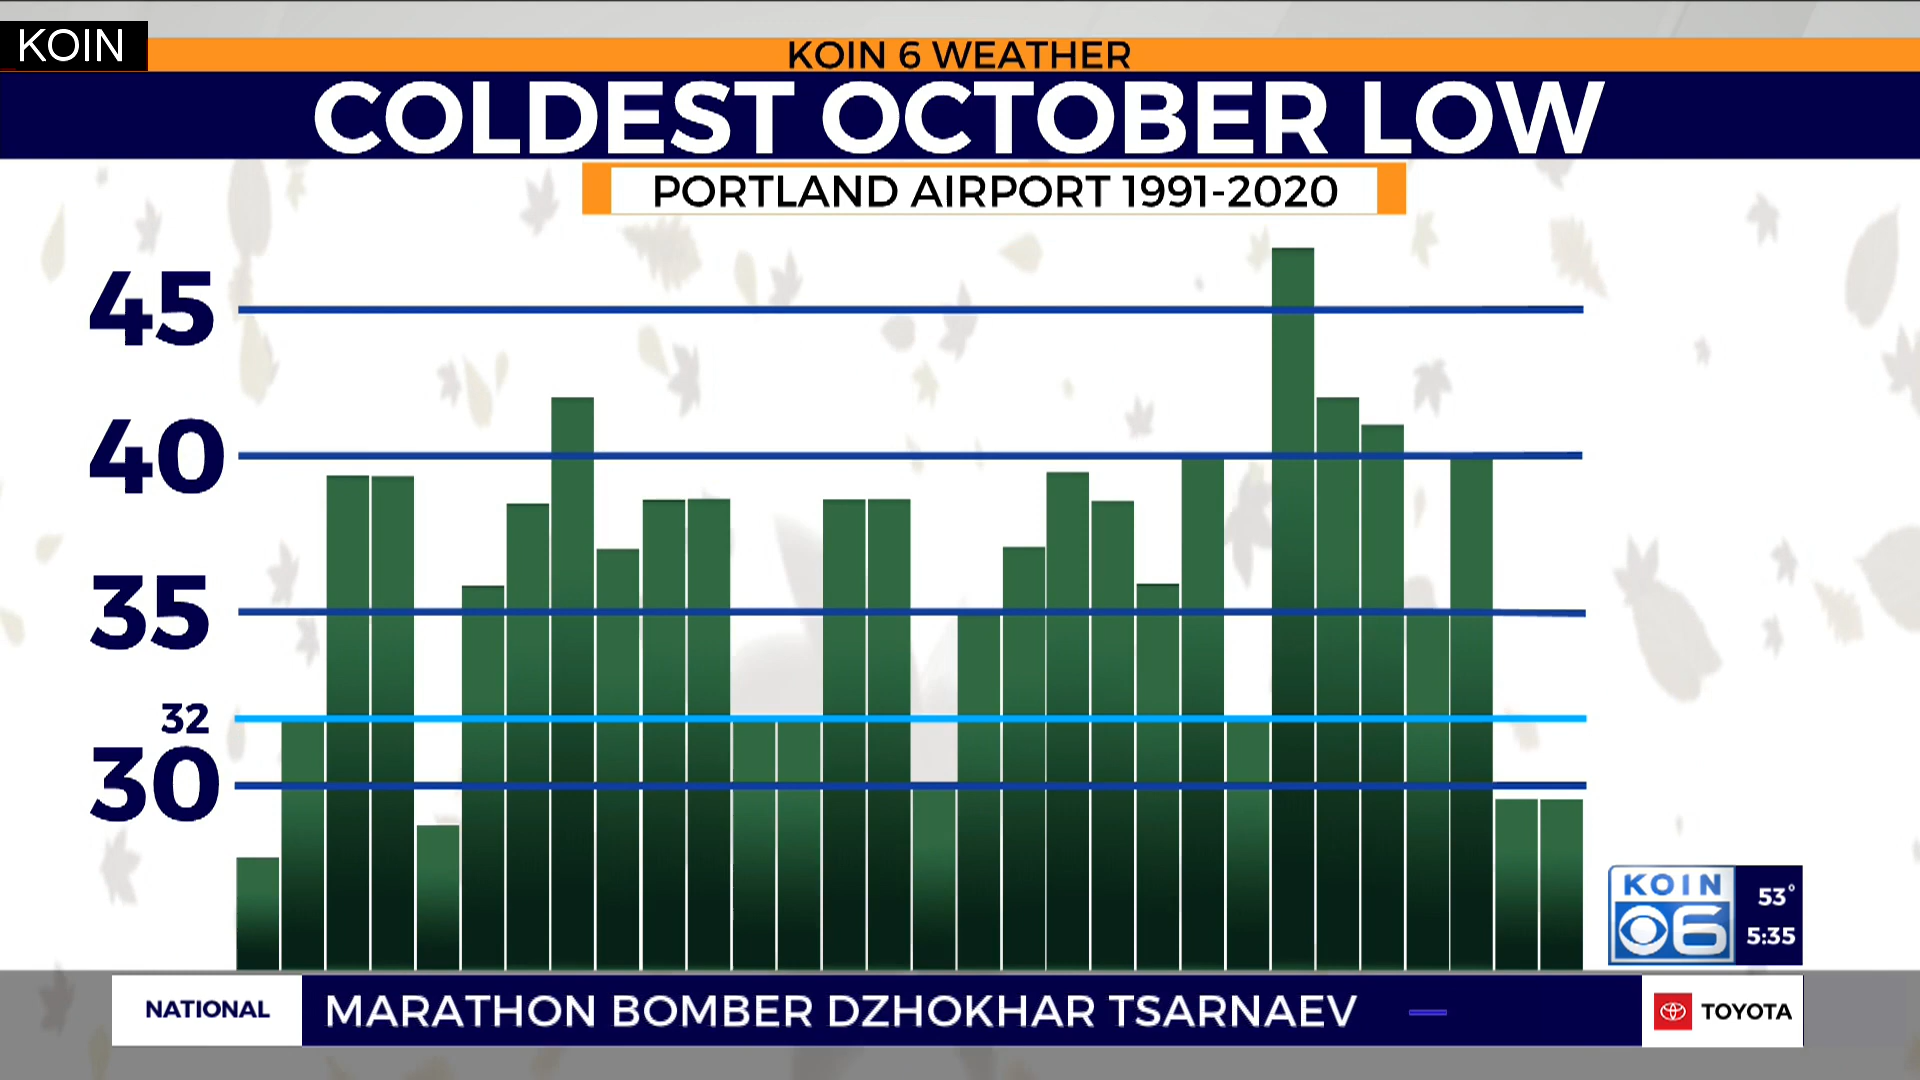 KOIN
KOIN 6 WEATHER
COLDEST OCTOBER LOW
PORTLAND AIRPORT 1991-2020
45
40
35
32
30
KOIN
6
53°
5:35
NATIONAL
MARATHON BOMBER DZHOKHAR TSARNAEV
TOYOTA